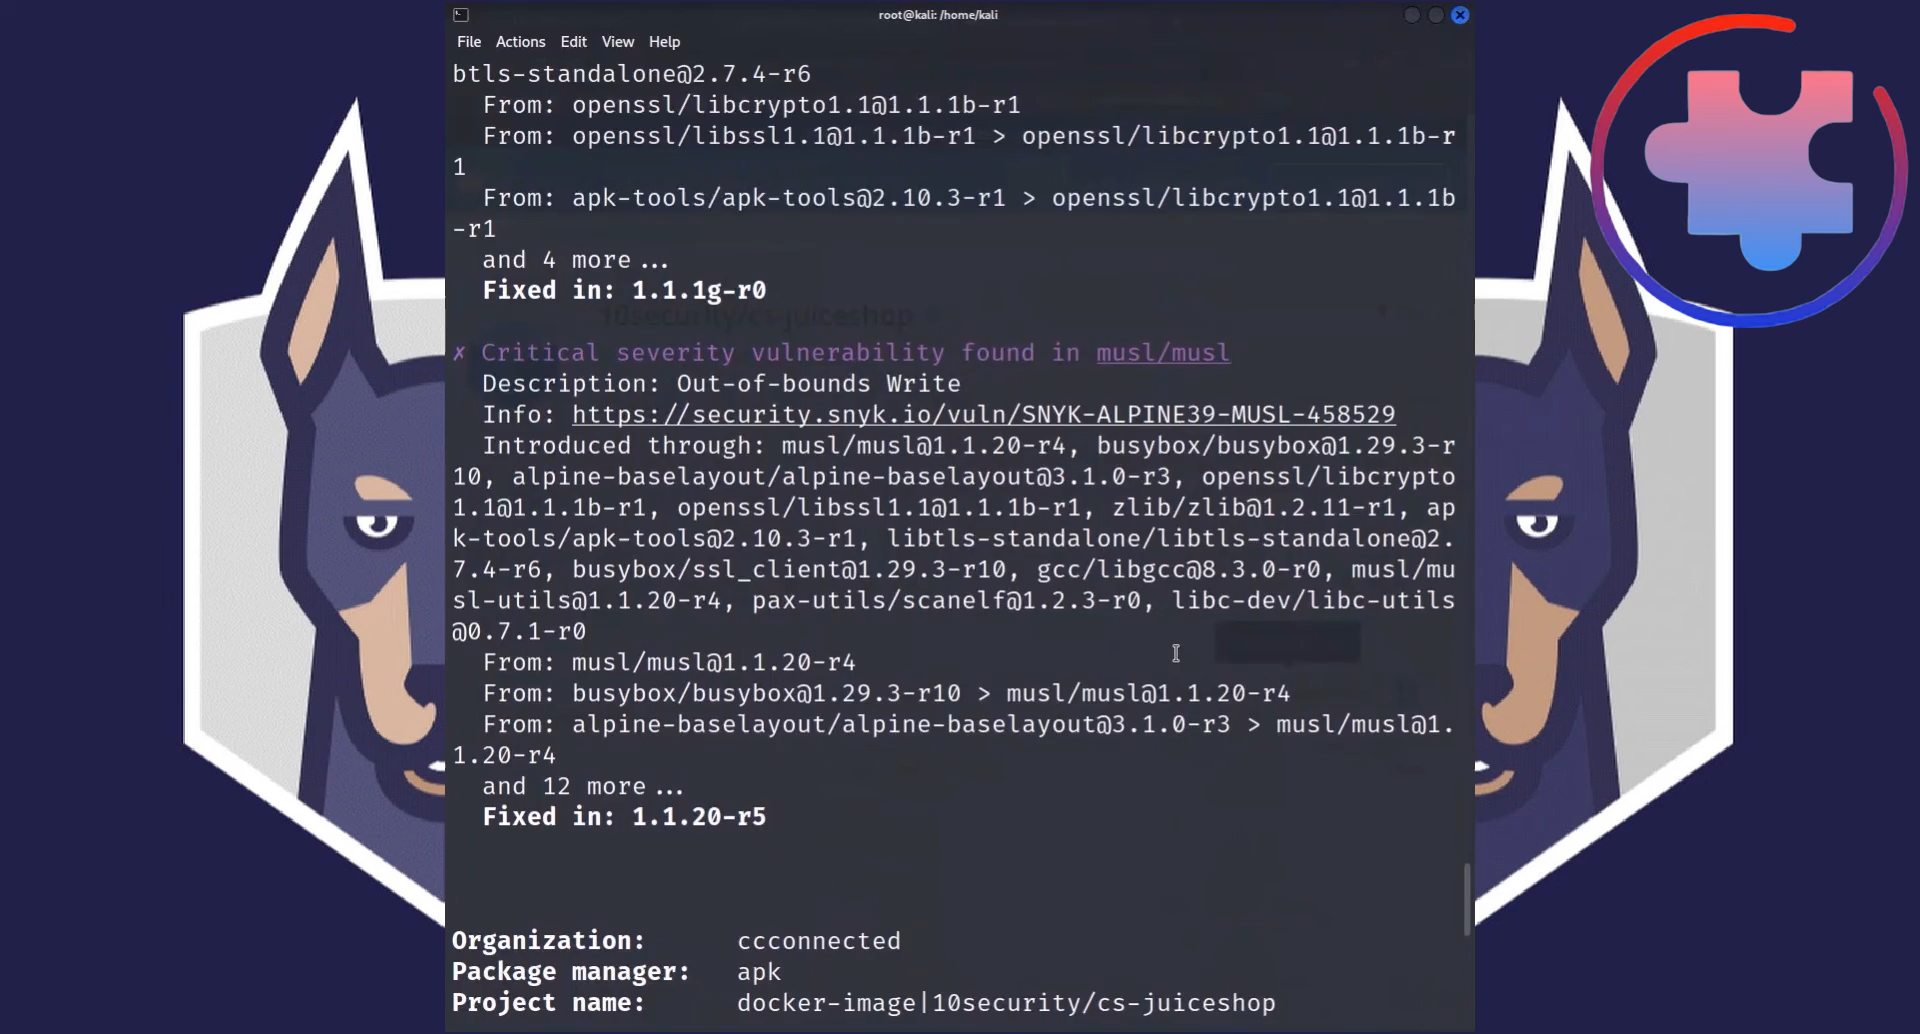 root@kali: /home/kali
File Actions Edit View Help
btls-standalone@2.7.4-r6
From: openssl/libcrypto1.1@1.1.1b-r1
From: openssl/libssl1.1@1.1.1b-r1 > openssl/libcrypto1.1@1.1.1b-r
1
From: apk-tools/apk-tools@2.10.3-r1 > openssl/libcrypto1.1@1.1.1b
-r1
and 4 more...
Fixed in: 1.1.1g-r0
10security/cs-juiceshop
✗ Critical severity vulnerability found in musl/musl
Description: Out-of-bounds Write
Info: https://security.snyk.io/vuln/SNYK-ALPINE39-MUSL-458529
Introduced through: musl/musl@1.1.20-r4, busybox/busybox@1.29.3-r
10, alpine-baselayout/alpine-baselayout@3.1.0-r3, openssl/libcrypto
1.1@1.1.1b-r1, openssl/libssl1.1@1.1.1b-r1, zlib/zlib@1.2.11-r1, ap
k-tools/apk-tools@2.10.3-r1, libtls-standalone/libtls-standalone@2.
7.4-r6, busybox/ssl_client@1.29.3-r10, gcc/libgcc@8.3.0-r0, musl/mu
sl-utils@1.1.20-r4, pax-utils/scanelf@1.2.3-r0, libc-dev/libc-utils
@0.7.1-r0
From: musl/musl@1.1.20-r4
From: busybox/busybox@1.29.3-r10 > musl/musl@1.1.20-r4
From: alpine-baselayout/alpine-baselayout@3.1.0-r3 > musl/musl@1.
1.20-r4
and 12 more...
Fixed in: 1.1.20-r5
Organization: ccconnected
Package manager: apk
Project name: docker-image|10security/cs-juiceshop